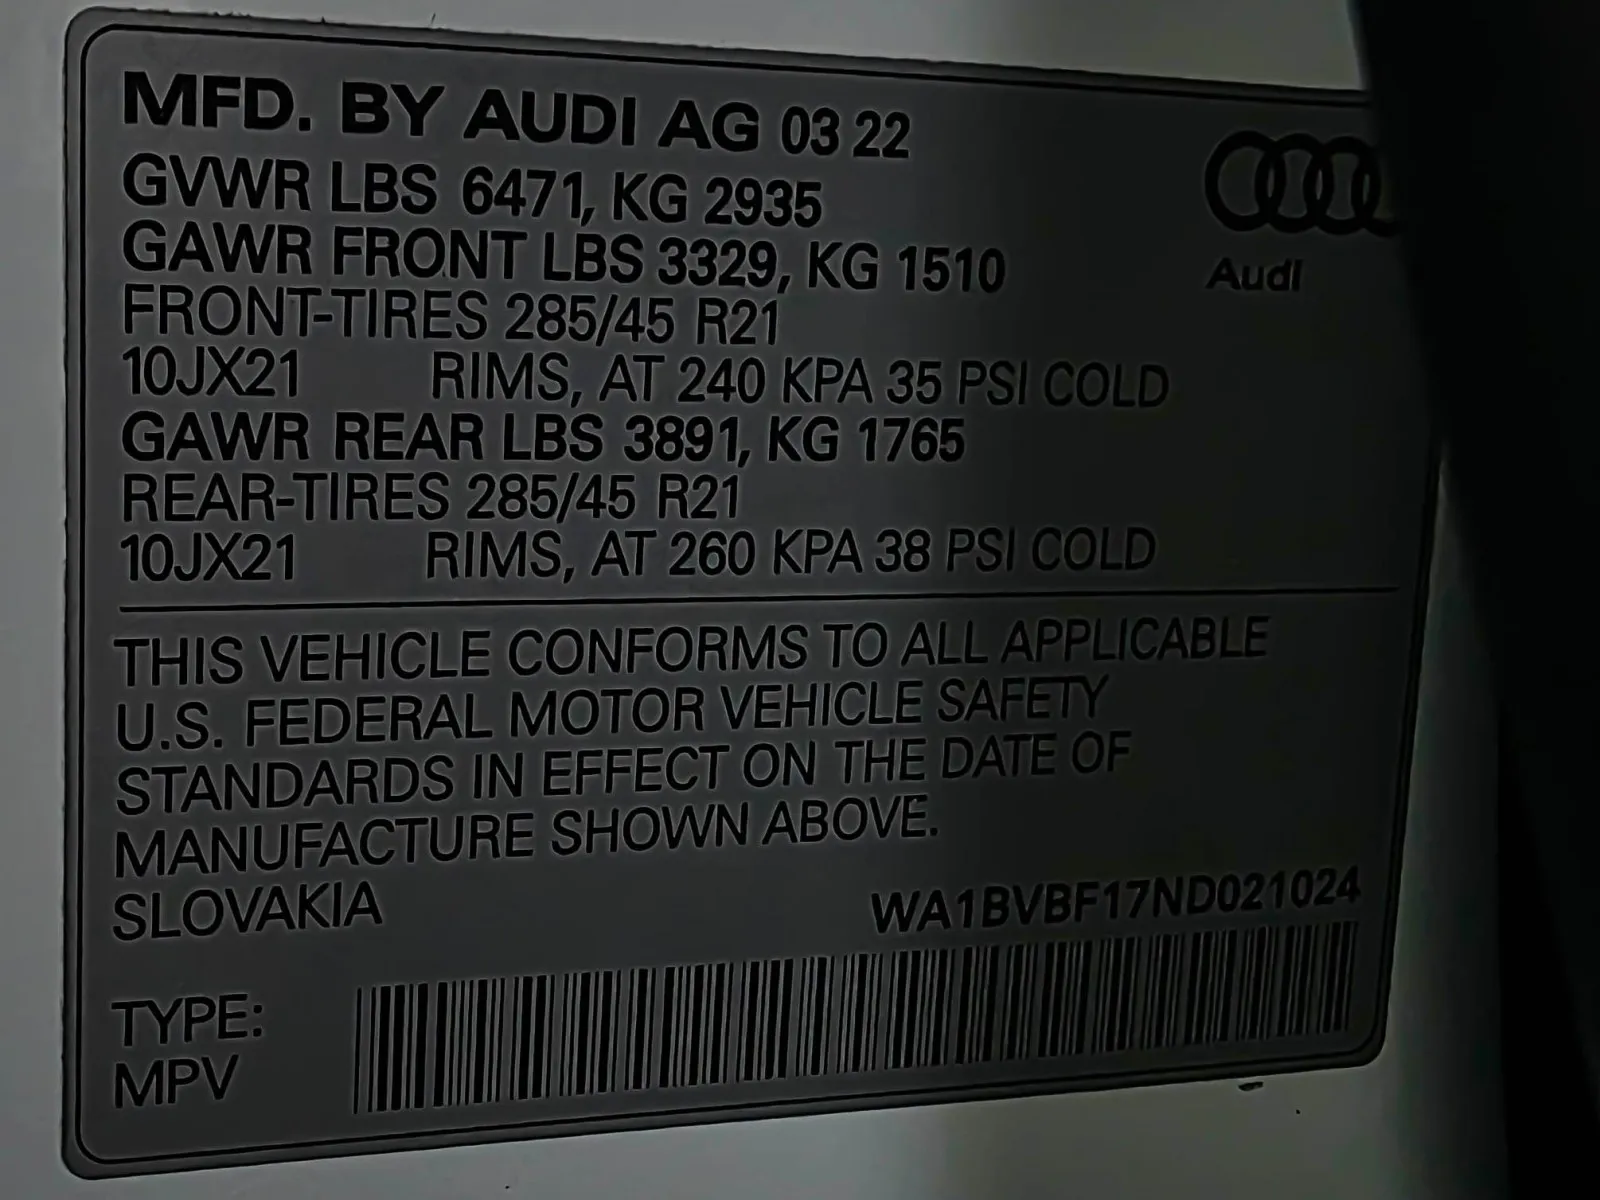 MFD. BY AUDI AG 03 22
GVWR LBS 6471, KG 2935
GAWR FRONT LBS 3329, KG 1510
FRONT-TIRES 285/45 R21
10JX21 RIMS, AT 240 KPA 35 PSI COLD
GAWR REAR LBS 3891, KG 1765
REAR-TIRES 285/45 R21
10JX21 RIMS, AT 260 KPA 38 PSI COLD
Audi
THIS VEHICLE CONFORMS TO ALL APPLICABLE
U.S. FEDERAL MOTOR VEHICLE SAFETY
STANDARDS IN EFFECT ON THE DATE OF
MANUFACTURE SHOWN ABOVE.
SLOVAKIA
WA1BVBF17ND021024
TYPE:
MPV